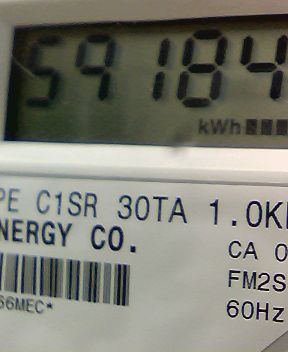 59184
kWh
PE C1SR 30TA 1.0K
NERGY CO.
CA 0
FM2S
66MEC*
60Hz